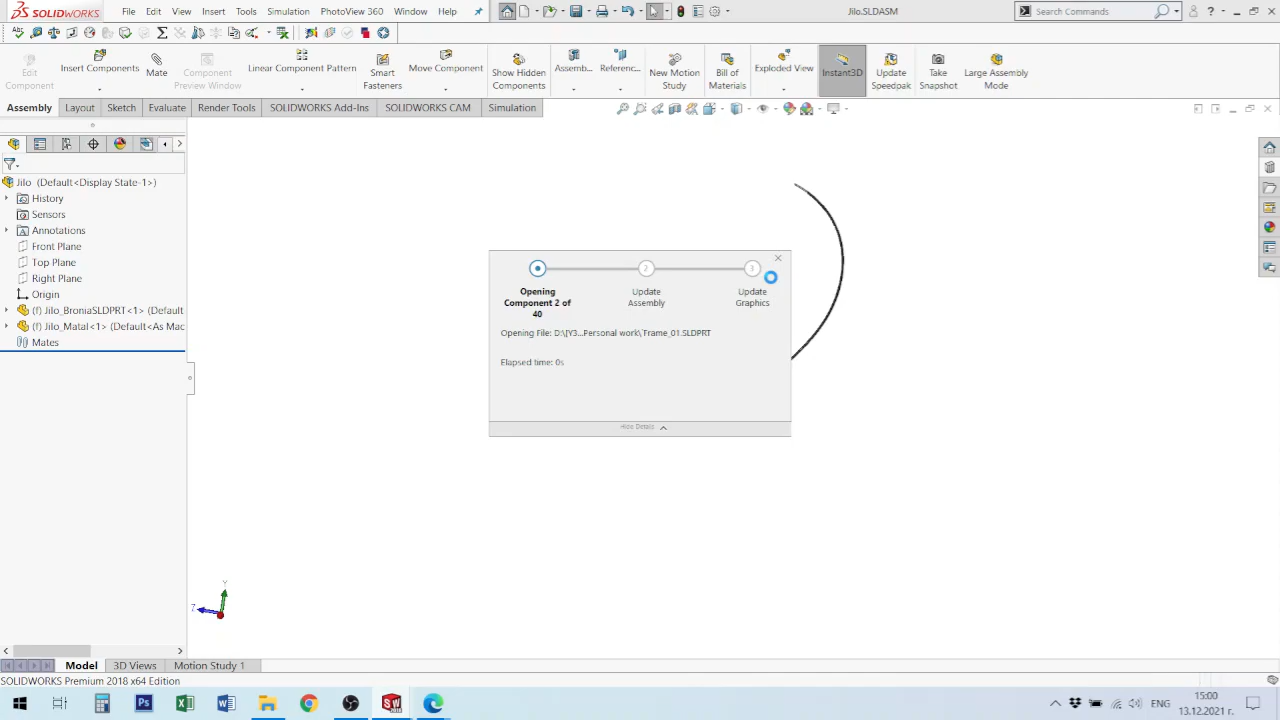 SOLIDWORKS
File Edit View Insert Tools Simulation PhotoView 360 Window Help
Jilo.SLDASM
Search Commands
Edit Component
Insert Components
Mate
Component Preview Window
Linear Component Pattern
Smart Fasteners
Move Component
Show Hidden Components
Assemb...
Referenc...
New Motion Study
Bill of Materials
Exploded View
Instant3D
Update Speedpak
Take Snapshot
Large Assembly Mode
Assembly Layout Sketch Evaluate Render Tools SOLIDWORKS Add-Ins SOLIDWORKS CAM Simulation
Jilo (Default<Display State-1>)
History
Sensors
Annotations
Front Plane
Top Plane
Right Plane
Origin
(f) Jilo_BroniaSLDPRT<1> (Default
(f) Jilo_Matal<1> (Default<As Mac
Mates
2
3
Opening Component 2 of 40
Update Assembly
Update Graphics
Opening File: D:\[Y3...Personal work\`Frame_01.SLDPRT
Elapsed time: 0s
Hide Details
Y
Z
Model 3D Views Motion Study 1
SOLIDWORKS Premium 2018 x64 Edition
ENG
15:00
13.12.2021 г.